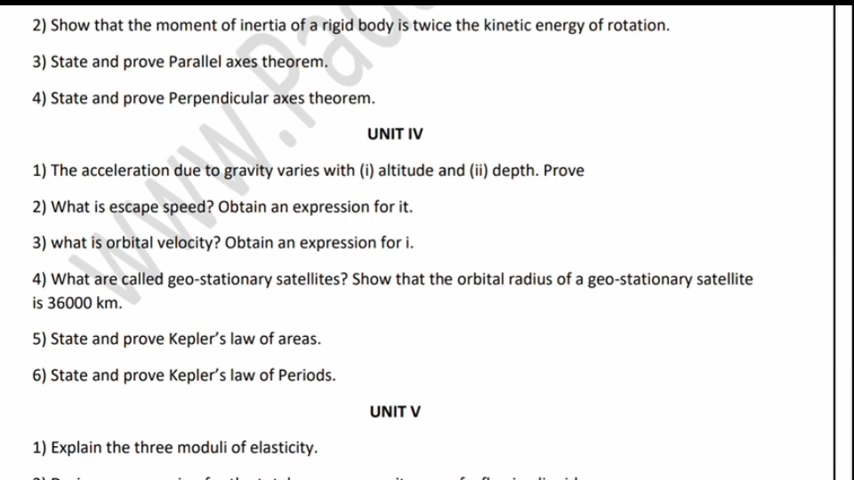 2) Show that the moment of inertia of a rigid body is twice the kinetic energy of rotation.
3) State and prove Parallel axes theorem.
4) State and prove Perpendicular axes theorem.
UNIT IV
1) The acceleration due to gravity varies with (i) altitude and (ii) depth. Prove
2) What is escape speed? Obtain an expression for it.
3) what is orbital velocity? Obtain an expression for i.
4) What are called geo-stationary satellites? Show that the orbital radius of a geo-stationary satellite
is 36000 km.
5) State and prove Kepler's law of areas.
6) State and prove Kepler's law of Periods.
UNIT V
1) Explain the three moduli of elasticity.